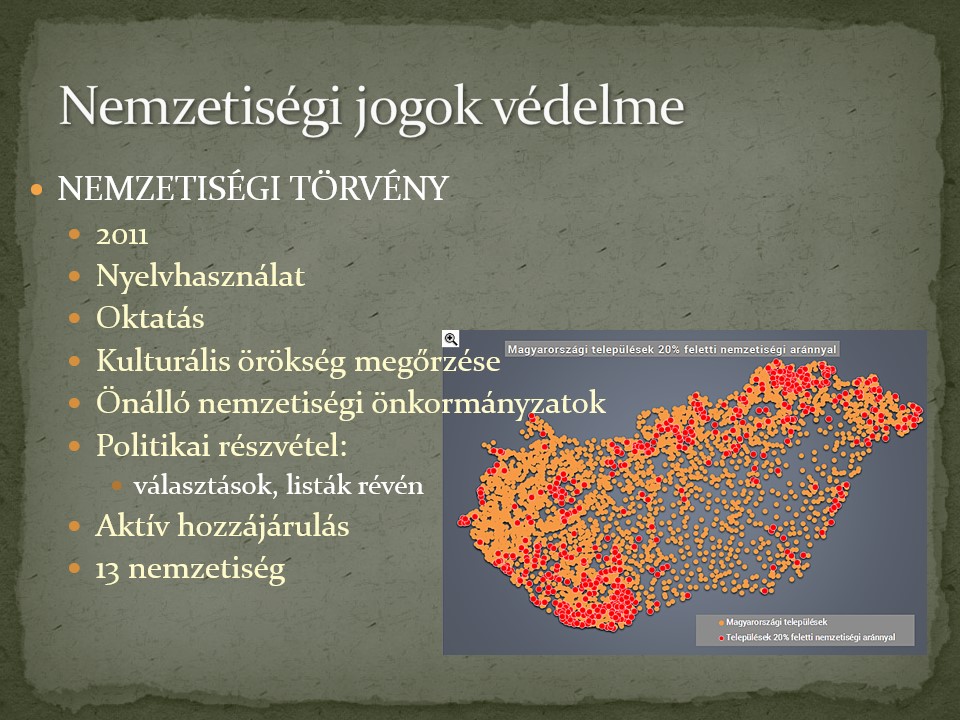 Nemzetiségi jogok védelme
NEMZETISÉGI TÖRVÉNY
2011
Nyelvhasználat
Oktatás
Kulturális örökség megőrzése
Önálló nemzetiségi önkormányzatok
Politikai részvétel:
választások, listák révén
Aktív hozzájárulás
13 nemzetiség
Magyarországi települések 20% feletti nemzetiségi aránnyal
Magyarországi települések
Települések 20% feletti nemzetiségi aránnyal